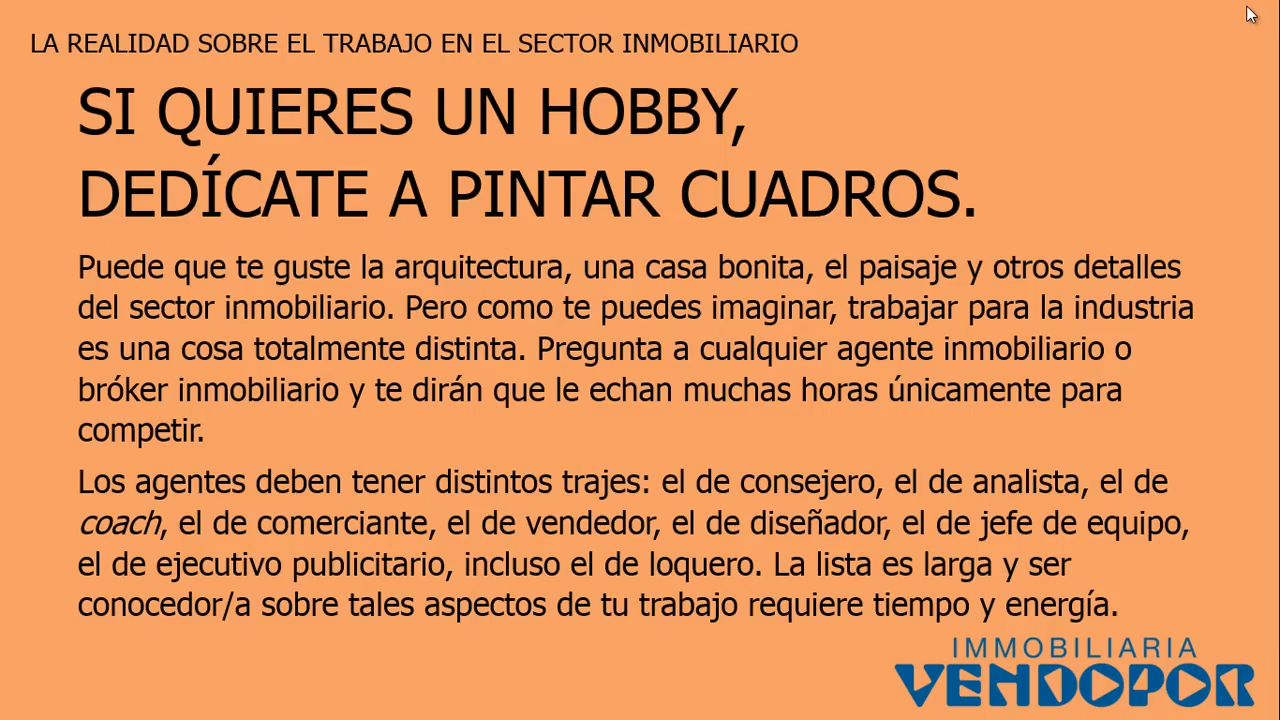 LA REALIDAD SOBRE EL TRABAJO EN EL SECTOR INMOBILIARIO
SI QUIERES UN HOBBY,
DEDÍCATE A PINTAR CUADROS.
Puede que te guste la arquitectura, una casa bonita, el paisaje y otros detalles
del sector inmobiliario. Pero como te puedes imaginar, trabajar para la industria
es una cosa totalmente distinta. Pregunta a cualquier agente inmobiliario o
bróker inmobiliario y te dirán que le echan muchas horas únicamente para
competir.
Los agentes deben tener distintos trajes: el de consejero, el de analista, el de
coach, el de comerciante, el de vendedor, el de diseñador, el de jefe de equipo,
el de ejecutivo publicitario, incluso el de loquero. La lista es larga y ser
conocedor/a sobre tales aspectos de tu trabajo requiere tiempo y energía.
IMMOBILIARIA
VENDOPOR